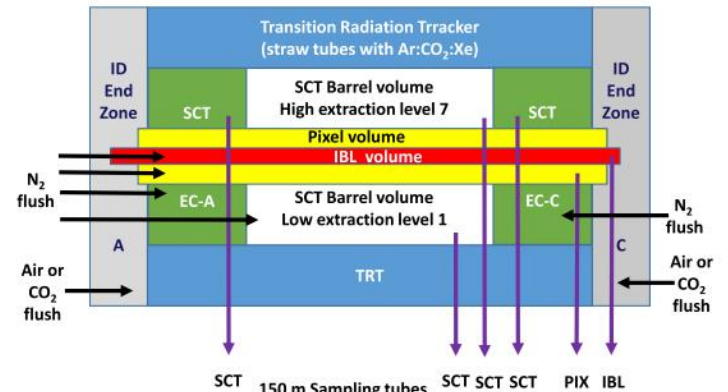 Transition Radiation Trracker
(straw tubes with Ar:CO2:Xe)
ID
End
Zone
ID
End
Zone
SCT Barrel volume
High extraction level 7
SCT
SCT
Pixel volume
IBL volume
N2
flush
EC-A
SCT Barrel volume
Low extraction level 1
EC-C
N2
flush
A
C
Air or
CO2
flush
Air or
CO2
flush
TRT
SCT 150 m Sampling tubes SCT SCT SCT PIX IBL